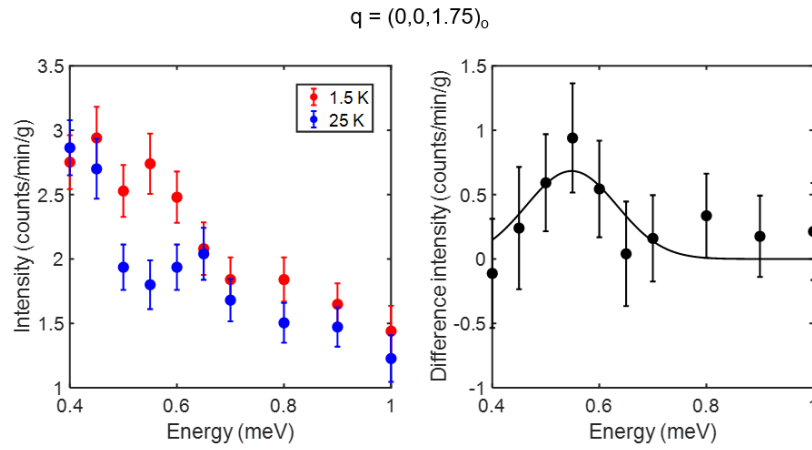 q = (0,0,1.75)o
3.5
3
2.5
2
1.5
1
Intensity (counts/min/g)
1.5 K
25 K
0.4
0.6
0.8
1
Energy (meV)
1.5
1
0.5
0
-0.5
-1
Difference intensity (counts/min/g)
0.4
0.6
0.8
1
Energy (meV)